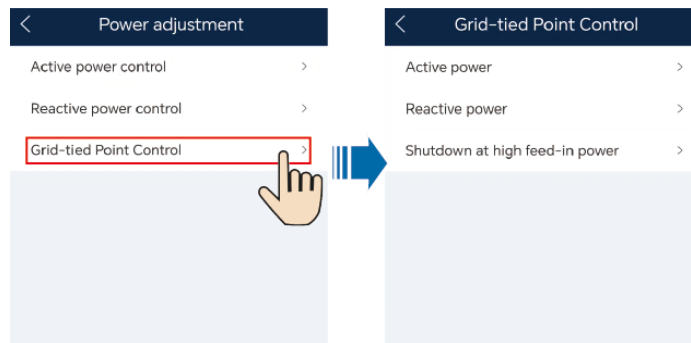 Power adjustment
Active power control
Reactive power control
Grid-tied Point Control
Grid-tied Point Control
Active power
Reactive power
Shutdown at high feed-in power